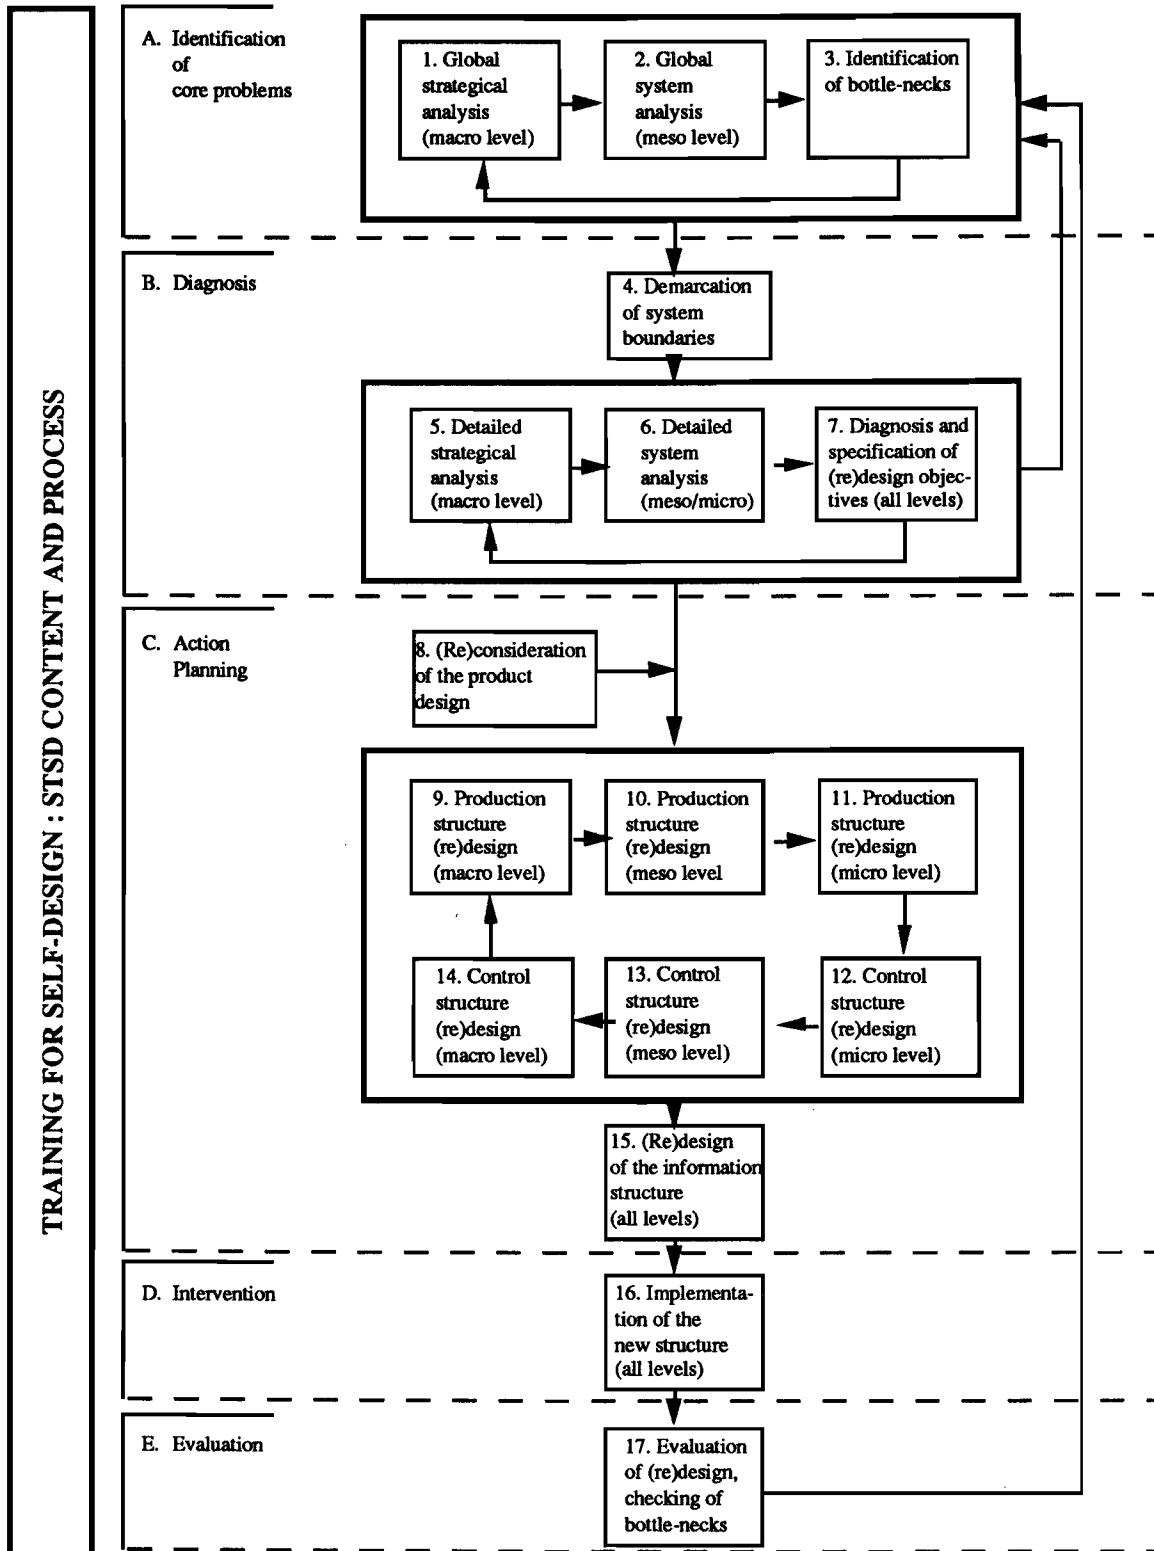 TRAINING FOR SELF-DESIGN : STSD CONTENT AND PROCESS
A. Identification
of
core problems
1. Global
strategical
analysis
(macro level)
2. Global
system
analysis
(meso level)
3. Identification
of bottle-necks
B. Diagnosis
4. Demarcation
of system
boundaries
5. Detailed
strategical
analysis
(macro level)
6. Detailed
system
analysis
(meso/micro)
7. Diagnosis and
specification of
(re)design objec-
tives (all levels)
C. Action
Planning
8. (Re)consideration
of the product
design
9. Production
structure
(re)design
(macro level)
10. Production
structure
(re)design
(meso level
11. Production
structure
(re)design
(micro level)
14. Control
structure
(re)design
(macro level)
13. Control
structure
(re)design
(meso level)
12. Control
structure
(re)design
(micro level)
15. (Re)design
of the information
structure
(all levels)
D. Intervention
16. Implementa-
tion of the
new structure
(all levels)
E. Evaluation
17. Evaluation
of (re)design,
checking of
bottle-necks